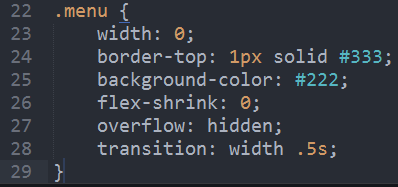 22 .menu {
23 width: 0;
24 border-top: 1px solid #333;
25 background-color: #222;
26 flex-shrink: 0;
27 overflow: hidden;
28 transition: width .5s;
29 }